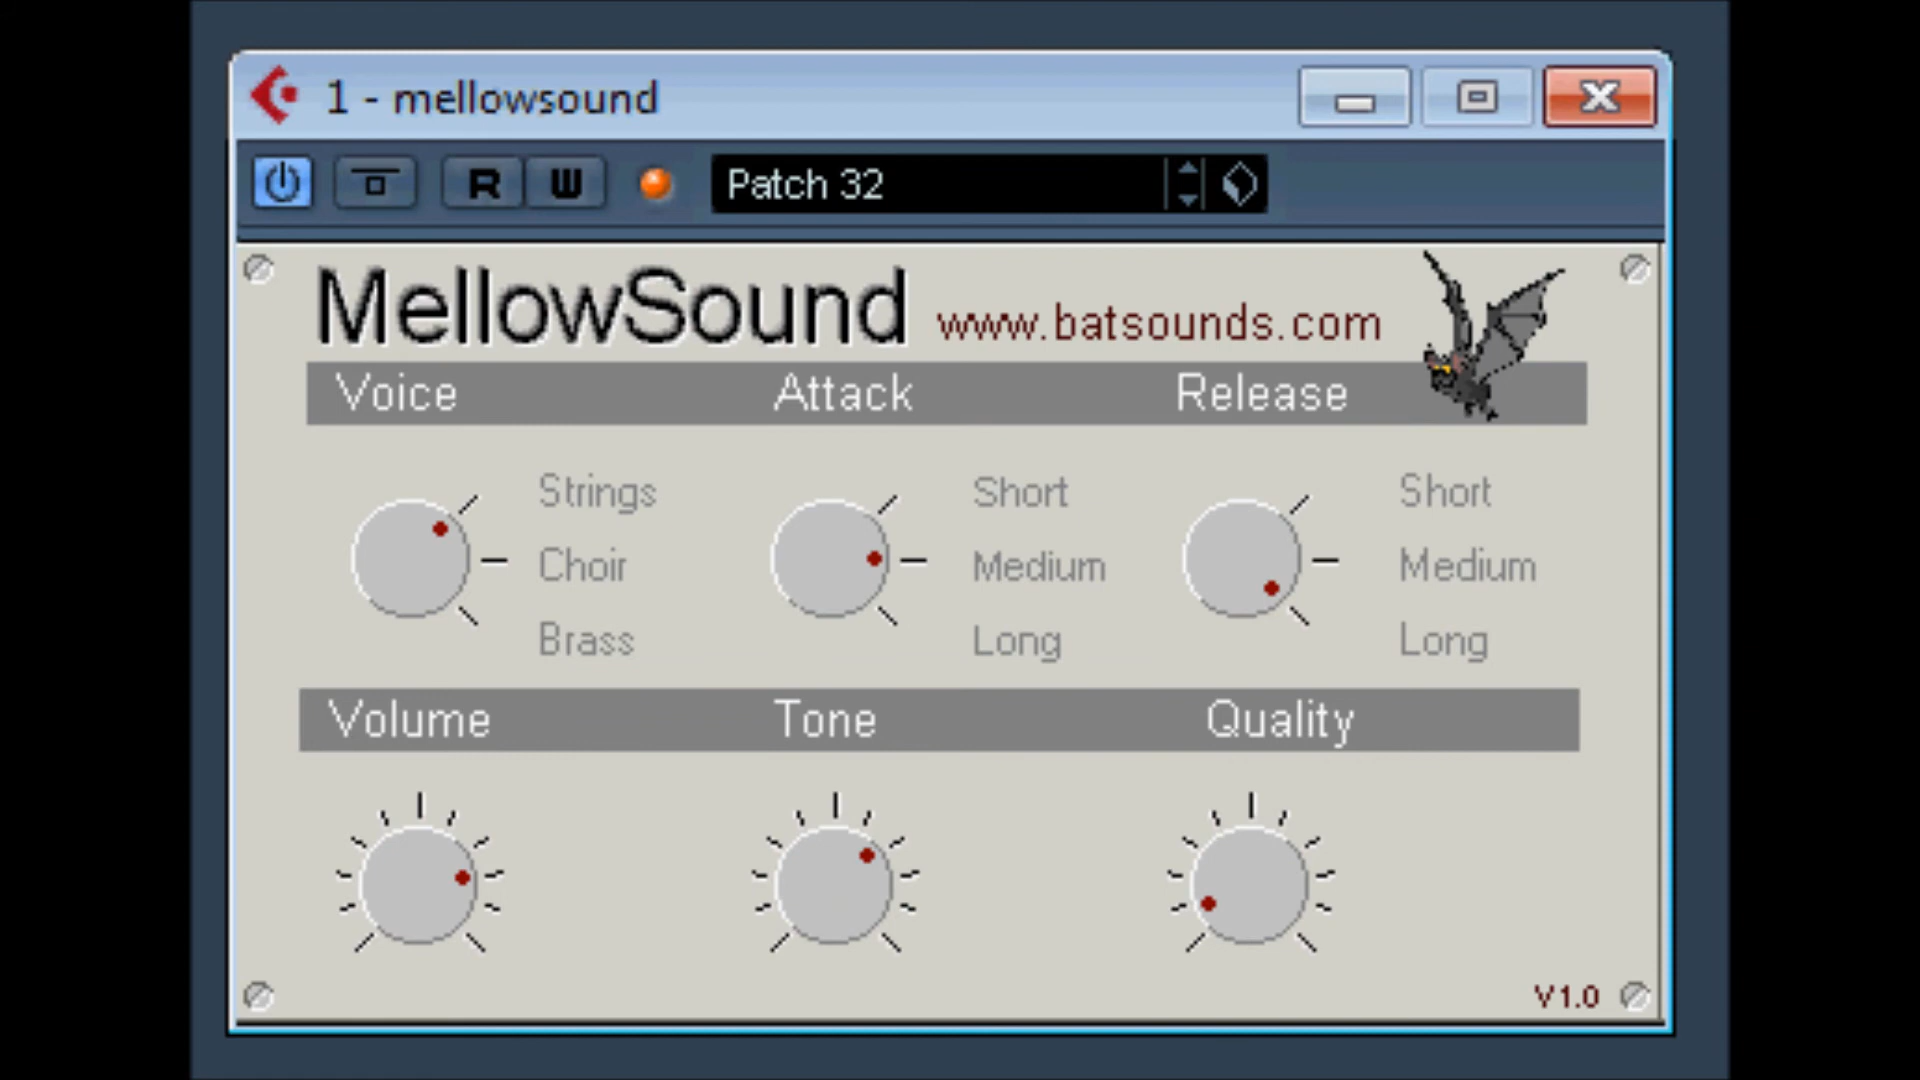 1 - mellowsound
R W Patch 32
MellowSound www.batsounds.com
Voice Attack Release
Strings Short Short
Choir Medium Medium
Brass Long Long
Volume Tone Quality
V1.0